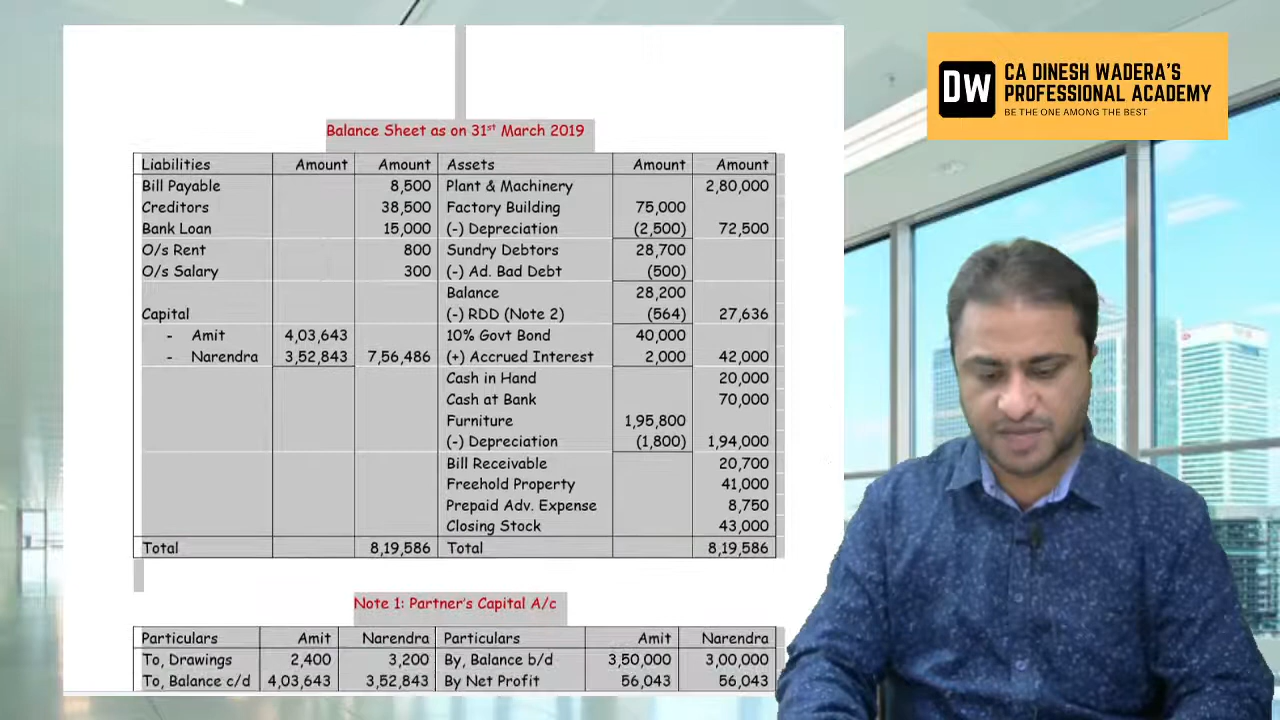 DW CA DINESH WADERA'S
PROFESSIONAL ACADEMY
BE THE ONE AMONG THE BEST
Balance Sheet as on 31st March 2019
Liabilities Amount Amount Assets Amount Amount
Bill Payable 8,500 Plant & Machinery 2,80,000
Creditors 38,500 Factory Building 75,000
Bank Loan 15,000 (-) Depreciation (2,500) 72,500
O/s Rent 800 Sundry Debtors 28,700
O/s Salary 300 (-) Ad. Bad Debt (500)
Balance 28,200
Capital (-) RDD (Note 2) (564) 27,636
- Amit 4,03,643 10% Govt Bond 40,000
- Narendra 3,52,843 7,56,486 (+) Accrued Interest 2,000 42,000
Cash in Hand 20,000
Cash at Bank 70,000
Furniture 1,95,800
(-) Depreciation (1,800) 1,94,000
Bill Receivable 20,700
Freehold Property 41,000
Prepaid Adv. Expense 8,750
Closing Stock 43,000
Total 8,19,586 Total 8,19,586
Note 1: Partner's Capital A/c
Particulars Amit Narendra Particulars Amit Narendra
To, Drawings 2,400 3,200 By, Balance b/d 3,50,000 3,00,000
To, Balance c/d 4,03,643 3,52,843 By Net Profit 56,043 56,043